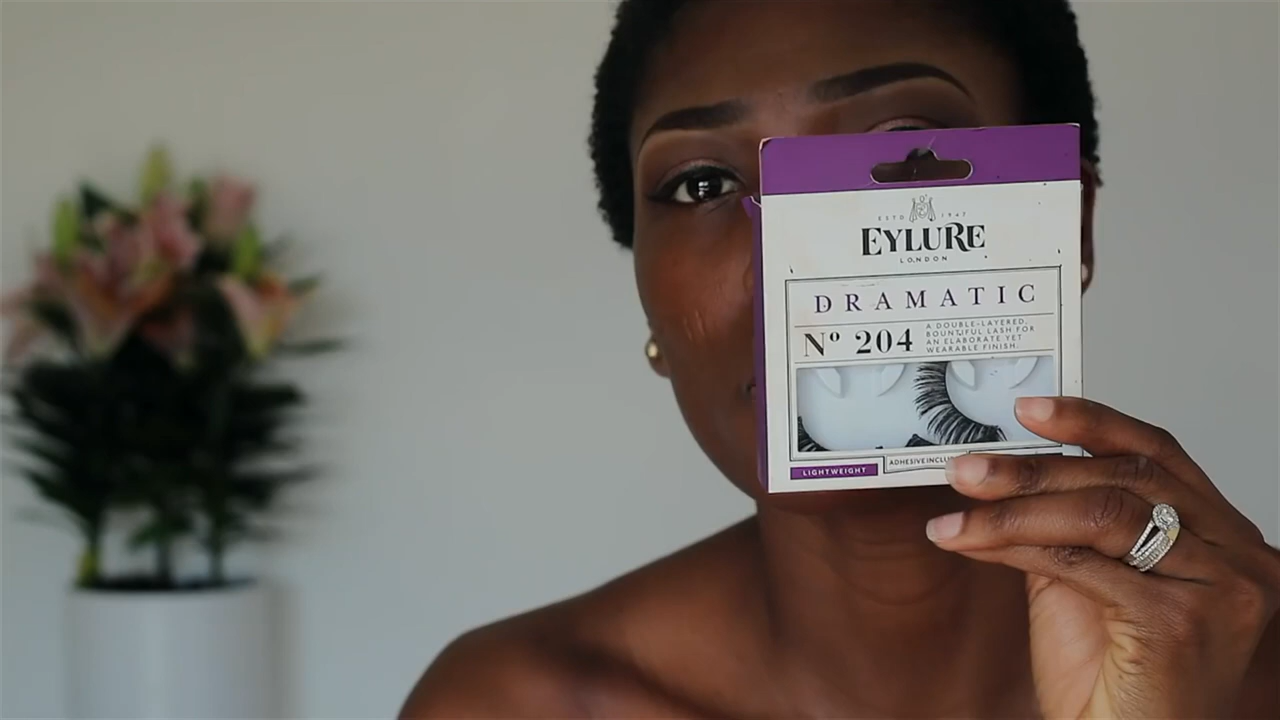 ESTD 1947
EYLURE
LONDON
DRAMATIC
Nº 204
A DOUBLE-LAYERED,
BOUNTIFUL LASH FOR
AN ELABORATE YET
WEARABLE FINISH.
LIGHTWEIGHT
ADHESIVE INCLU